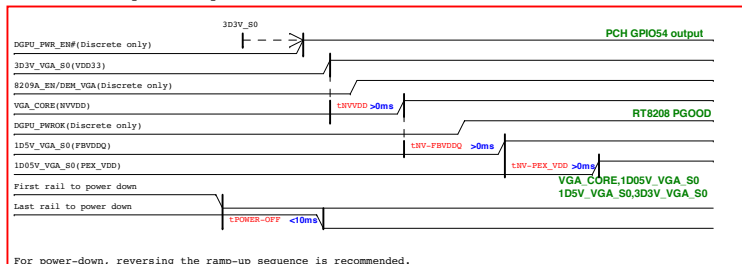 3D3V_S0
PCH GPIO54 output
DGPU_PWR_EN#(Discrete only)
3D3V_VGA_S0(VDD33)
8209A_EN/DEM_VGA(Discrete only)
VGA_CORE(NVVDD)
tNVVDD >0ms
DGPU_PWROK(Discrete only)
RT8208 PGOOD
1D5V_VGA_S0(FBVDDQ)
tNV-FBVDDQ >0ms
1D05V_VGA_S0(PEX_VDD)
tNV-PEX_VDD >0ms
VGA_CORE,1D05V_VGA_S0
1D5V_VGA_S0,3D3V_VGA_S0
First rail to power down
Last rail to power down
tPOWER-OFF <10ms
For power-down, reversing the ramp-up sequence is recommended.